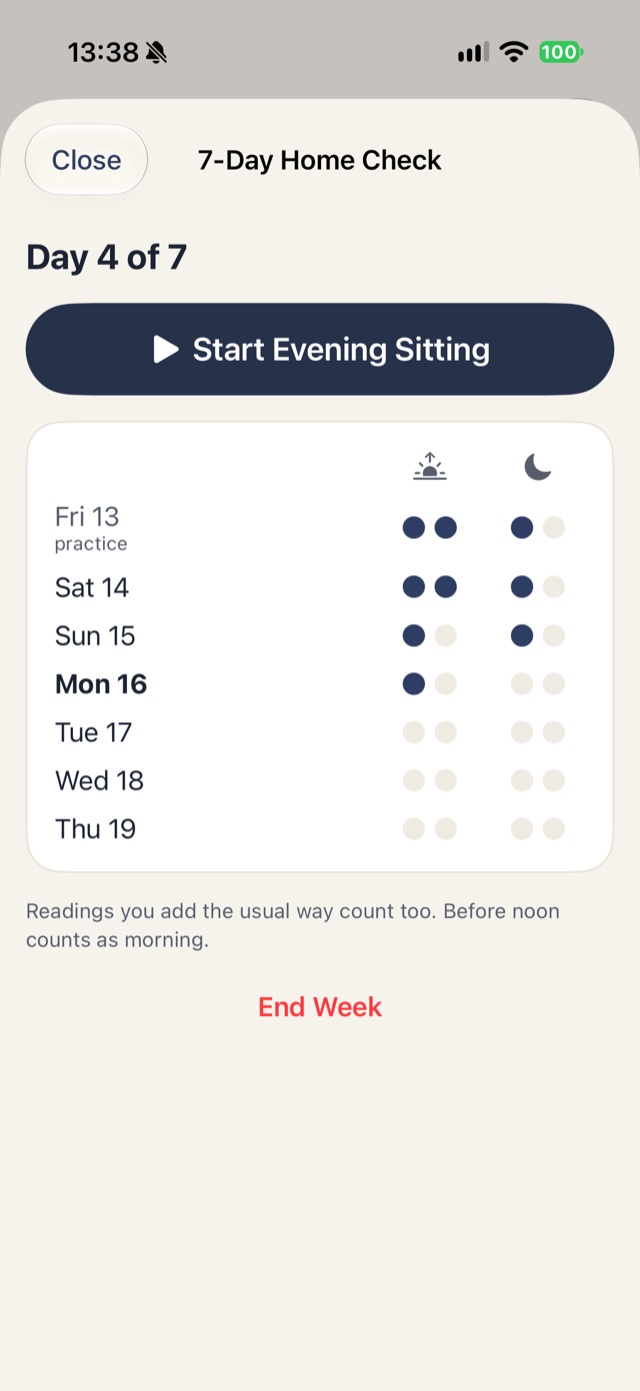 13:38
100
Close
7-Day Home Check
Day 4 of 7
Start Evening Sitting
Fri 13
practice
Sat 14
Sun 15
Mon 16
Tue 17
Wed 18
Thu 19
Readings you add the usual way count too. Before noon
counts as morning.
End Week